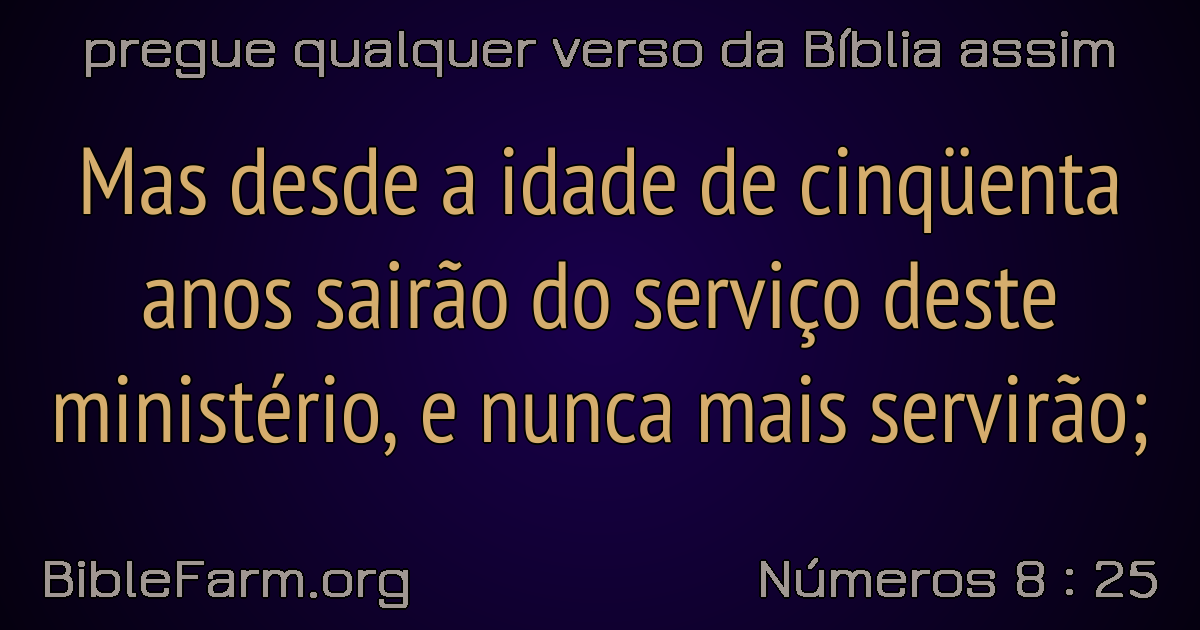 pregue qualquer verso da Bíblia assim
Mas desde a idade de cinqüenta
anos sairão do serviço deste
ministério, e nunca mais servirão;
BibleFarm.org
Números 8 : 25